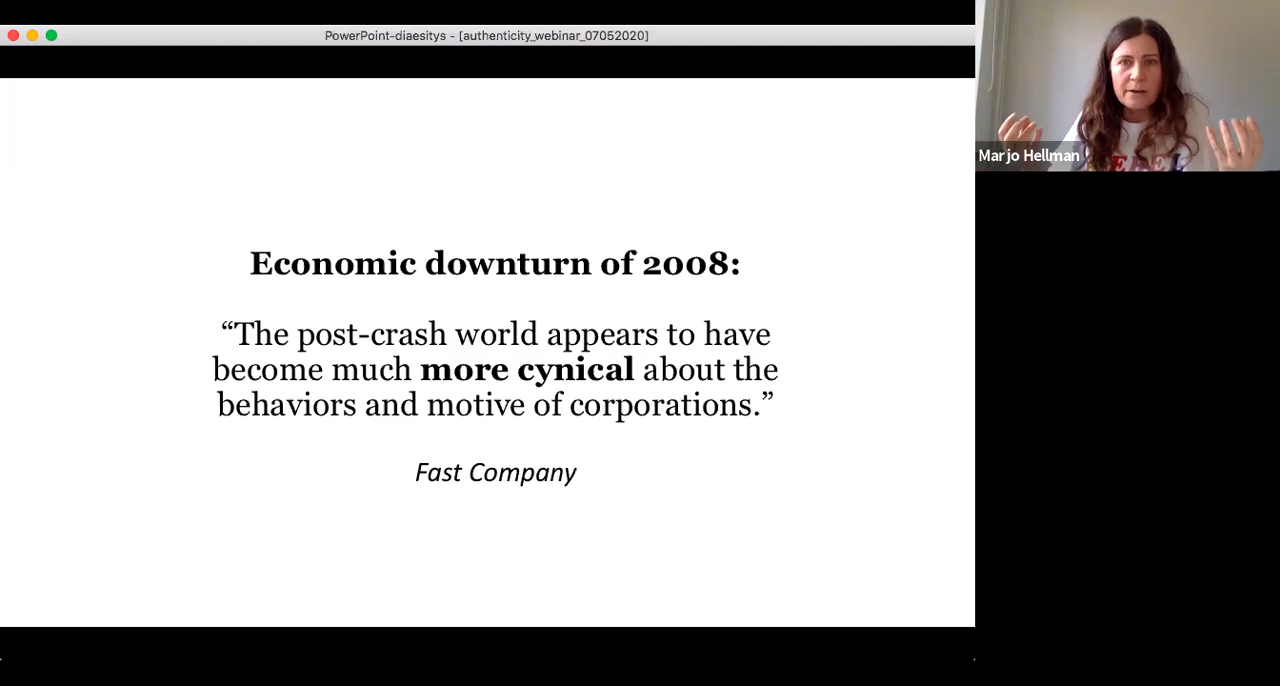 PowerPoint-diaesitys - [authenticity_webinar_07052020]
Marjo Hellman
Economic downturn of 2008:
“The post-crash world appears to have
become much more cynical about the
behaviors and motive of corporations.”
Fast Company